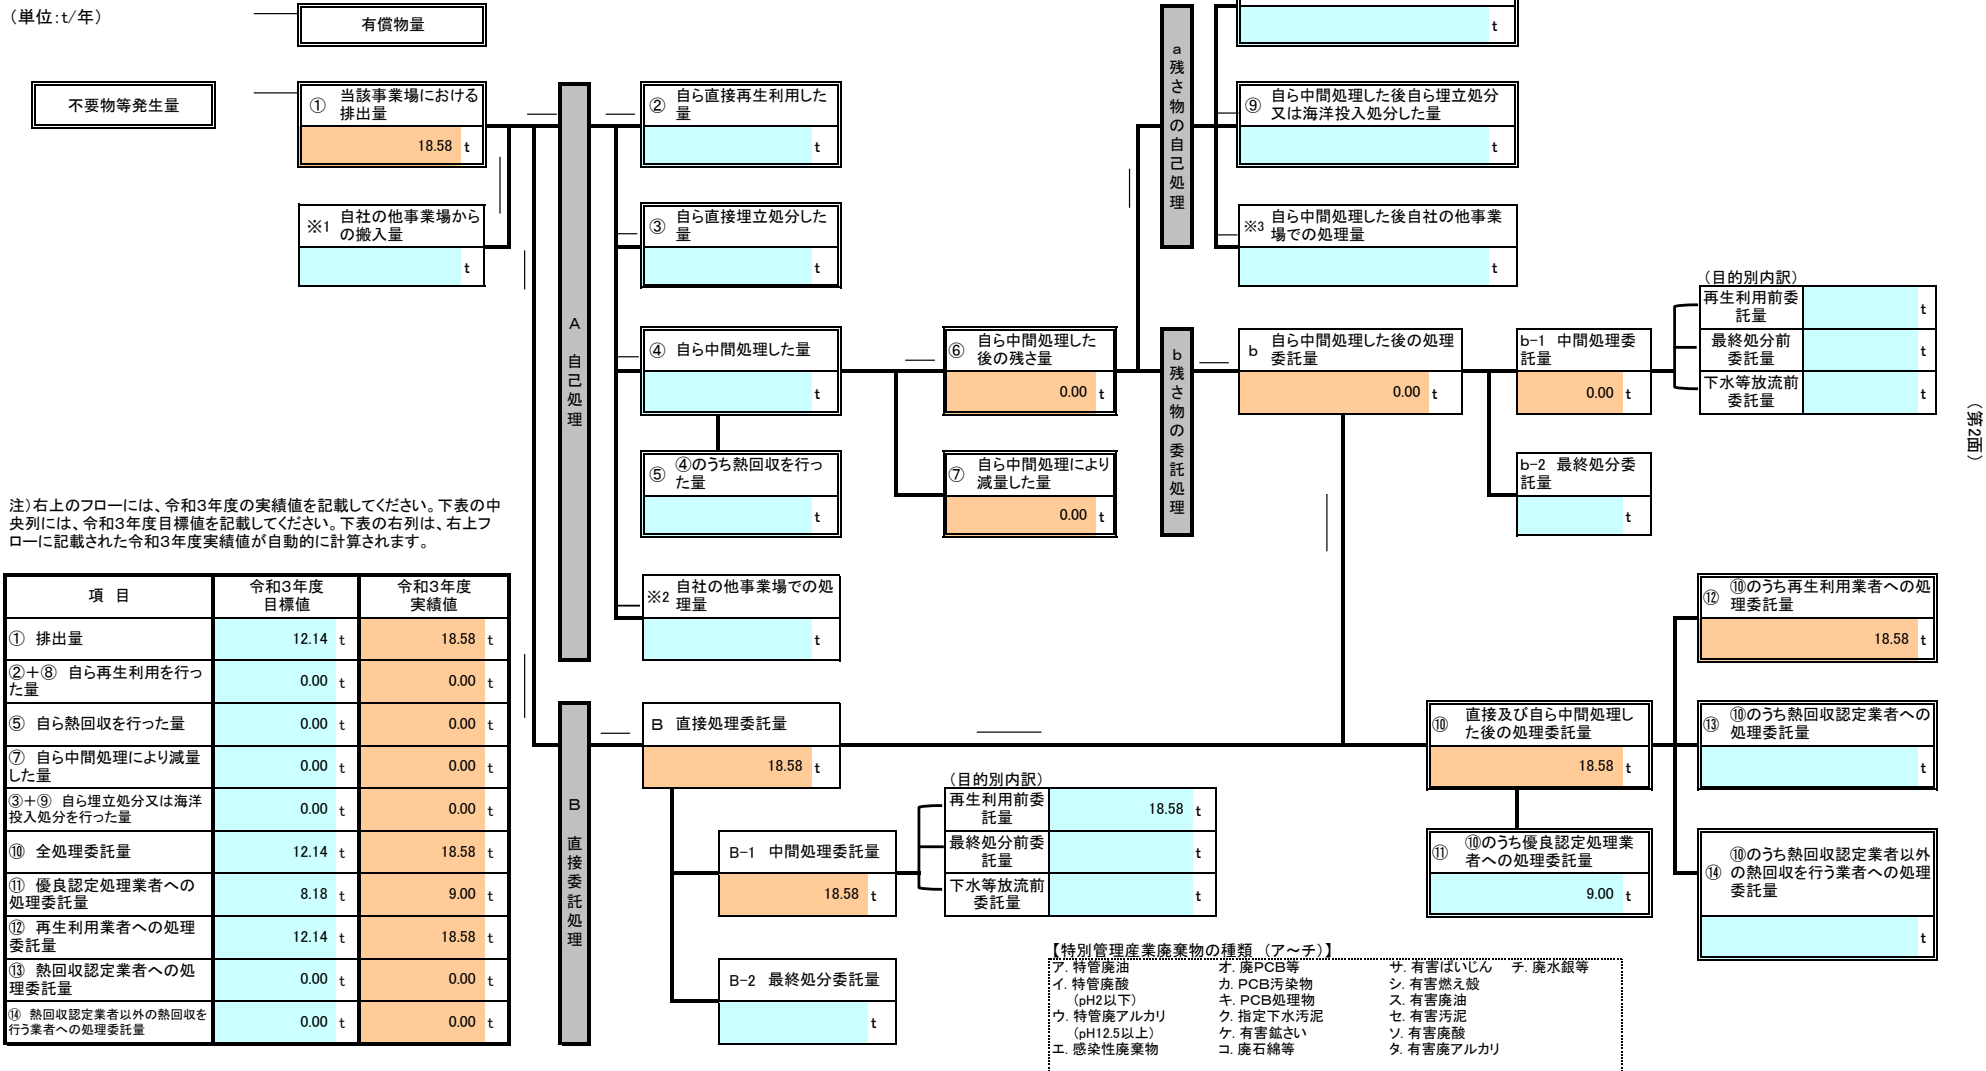 (単位:t/年)
有償物量
t
不要物等発生量
① 当該事業場における
排出量
18.58 t
※1 自社の他事業場から
の搬入量
t
A 自己処理
② 自ら直接再生利用した
量
t
③ 自ら直接埋立処分した
量
t
④ 自ら中間処理した量
t
⑤ ④のうち熱回収を行っ
た量
t
※2 自社の他事業場での処
理量
t
⑥ 自ら中間処理した
後の残さ量
0.00 t
⑦ 自ら中間処理により
減量した量
0.00 t
a 残さ物の自己処理
⑨ 自ら中間処理した後自ら埋立処分
又は海洋投入処分した量
t
※3 自ら中間処理した後自社の他事業
場での処理量
t
b 残さ物の委託処理
b 自ら中間処理した後の処理
委託量
0.00 t
b-1 中間処理委
託量
0.00 t
b-2 最終処分委
託量
t
(目的別内訳)
再生利用前委
託量
t
最終処分前
委託量
t
下水等放流前
委託量
t
(第2面)
注)右上のフローには、令和3年度の実績値を記載してください。下表の中
央列には、令和3年度目標値を記載してください。下表の右列は、右上フ
ローに記載された令和3年度実績値が自動的に計算されます。
項 目 令和3年度
目標値 令和3年度
実績値
① 排出量 12.14 t 18.58 t
②+⑧ 自ら再生利用を行っ
た量 0.00 t 0.00 t
⑤ 自ら熱回収を行った量 0.00 t 0.00 t
⑦ 自ら中間処理により減量
した量 0.00 t 0.00 t
③+⑨ 自ら埋立処分又は海洋
投入処分を行った量 0.00 t 0.00 t
⑩ 全処理委託量 12.14 t 18.58 t
⑪ 優良認定処理業者への
処理委託量 8.18 t 9.00 t
⑫ 再生利用業者への処理
委託量 12.14 t 18.58 t
⑬ 熱回収認定業者への処
理委託量 0.00 t 0.00 t
⑭ 熱回収認定業者以外の熱回収を
行う業者への処理委託量 0.00 t 0.00 t
B 直接委託処理
B 直接処理委託量
18.58 t
B-1 中間処理委託量
18.58 t
B-2 最終処分委託量
t
(目的別内訳)
再生利用前委
託量
18.58 t
最終処分前委
託量
t
下水等放流前
委託量
t
⑩ 直接及び自ら中間処理し
た後の処理委託量
18.58 t
⑪ ⑩のうち優良認定処理業
者への処理委託量
9.00 t
⑫ ⑩のうち再生利用業者への処
理委託量
18.58 t
⑬ ⑩のうち熱回収認定業者への
処理委託量
t
⑭ ⑩のうち熱回収認定業者以外
の熱回収を行う業者への処理
委託量
t
【特別管理産業廃棄物の種類 (ア~チ)】
ア. 特管廃油 オ. 廃PCB等 サ. 有害ばいじん チ. 廃水銀等
イ. 特管廃酸 カ. PCB汚染物 シ. 有害燃え殻
(pH2以下) キ. PCB処理物 ス. 有害廃油
ウ. 特管廃アルカリ ク. 指定下水汚泥 セ. 有害汚泥
(pH12.5以上) ケ. 有害鉱さい ソ. 有害廃酸
エ. 感染性廃棄物 コ. 廃石綿等 タ. 有害廃アルカリ